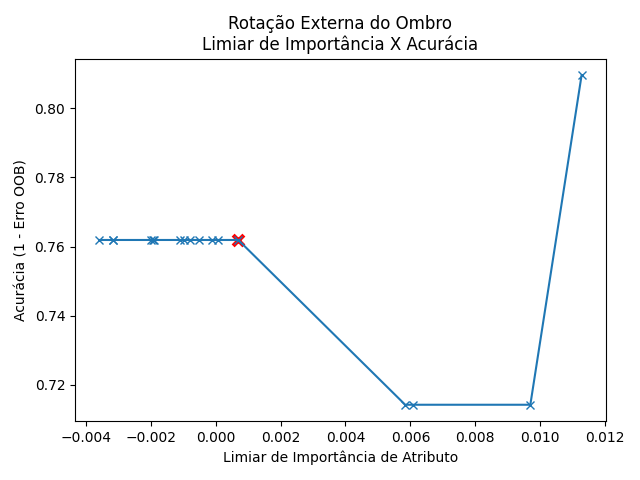 Rotação Externa do Ombro
Limiar de Importância X Acurácia
Acurácia (1 - Erro OOB)
0.80
0.78
0.76
0.74
0.72
−0.004 −0.002 0.000 0.002 0.004 0.006 0.008 0.010 0.012
Limiar de Importância de Atributo